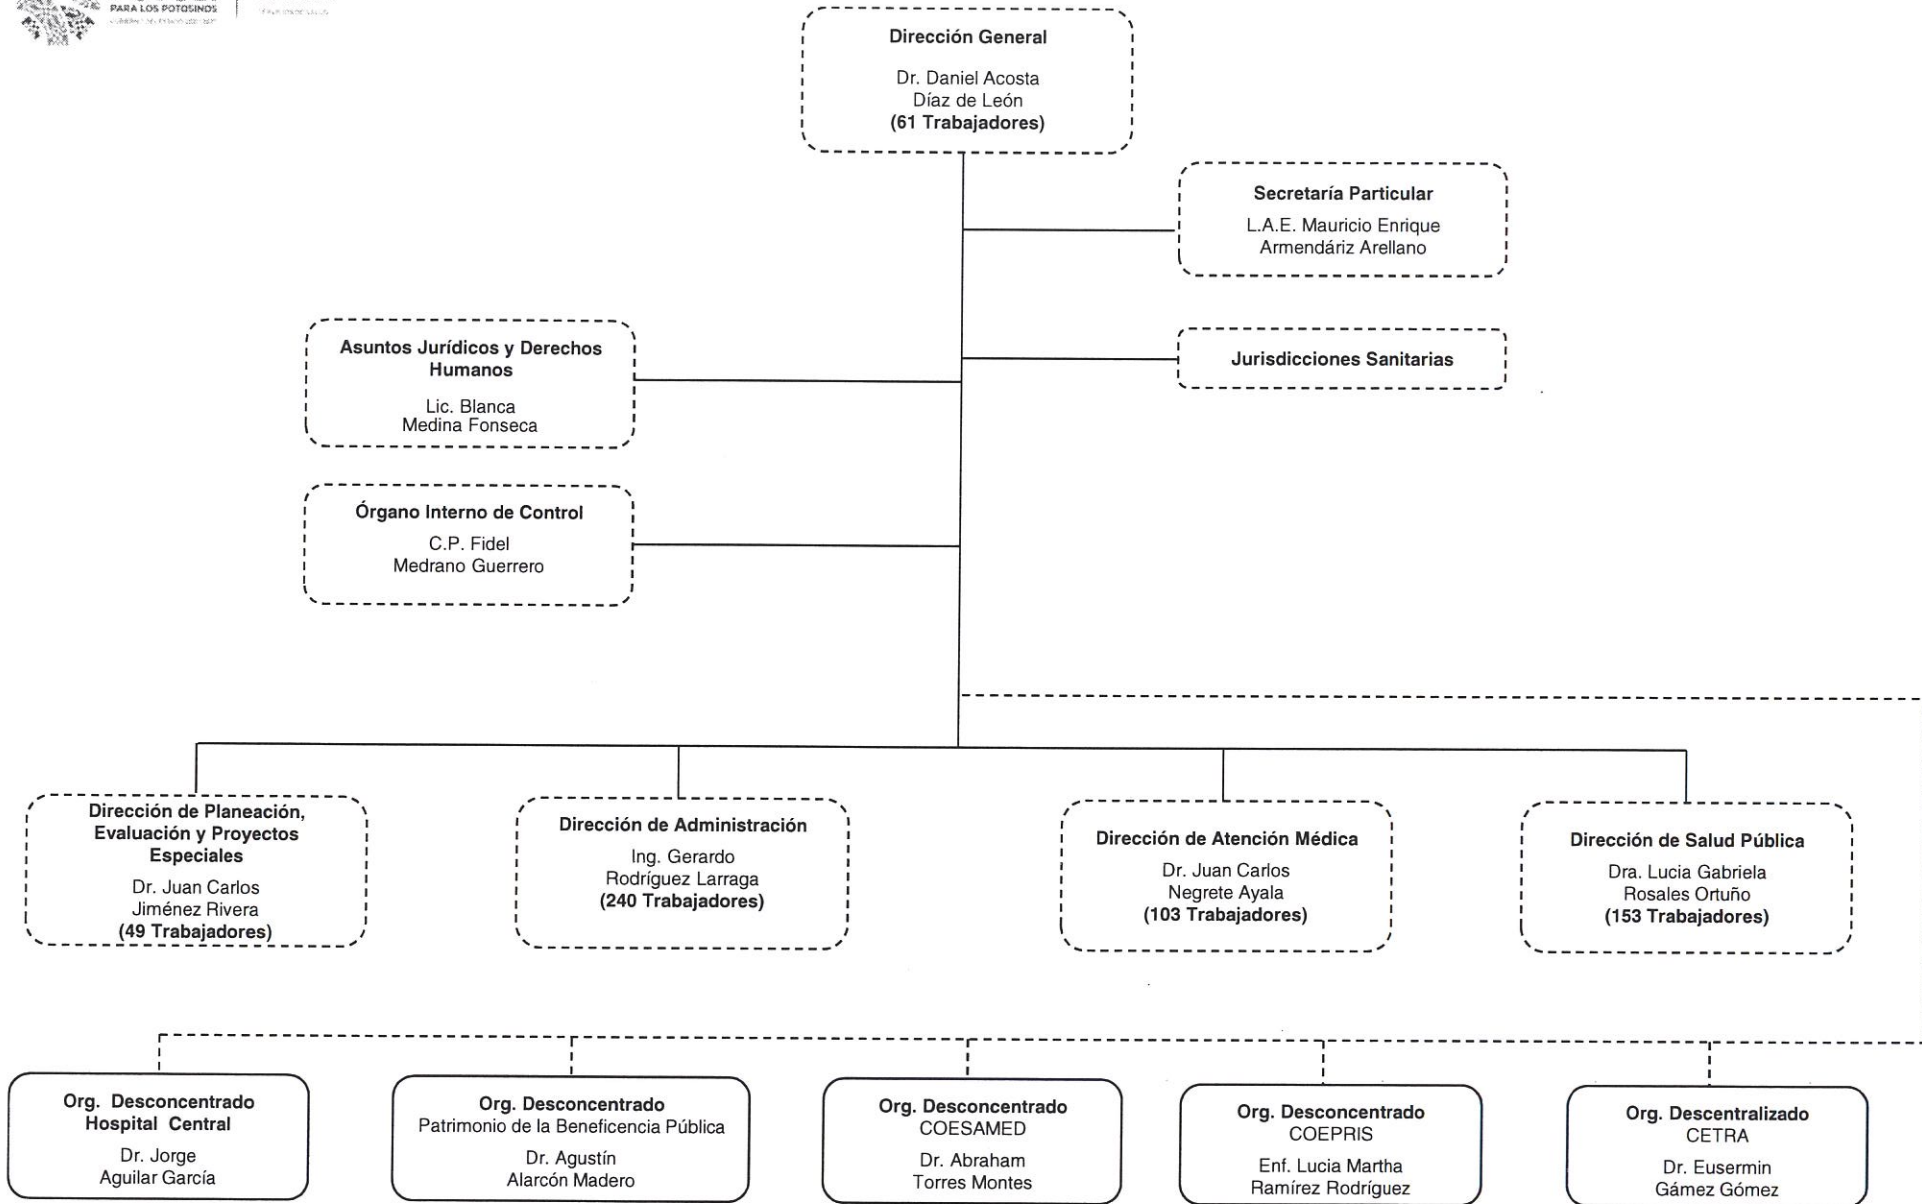 PARA LOS POTOSINOS
Dirección General
Dr. Daniel Acosta
Díaz de León
(61 Trabajadores)
Secretaría Particular
L.A.E. Mauricio Enrique
Armendáriz Arellano
Asuntos Jurídicos y Derechos
Humanos
Lic. Blanca
Medina Fonseca
Jurisdicciones Sanitarias
Órgano Interno de Control
C.P. Fidel
Medrano Guerrero
Dirección de Planeación,
Evaluación y Proyectos
Especiales
Dr. Juan Carlos
Jiménez Rivera
(49 Trabajadores)
Dirección de Administración
Ing. Gerardo
Rodríguez Larraga
(240 Trabajadores)
Dirección de Atención Médica
Dr. Juan Carlos
Negrete Ayala
(103 Trabajadores)
Dirección de Salud Pública
Dra. Lucia Gabriela
Rosales Ortuño
(153 Trabajadores)
Org. Desconcentrado
Hospital Central
Dr. Jorge
Aguilar García
Org. Desconcentrado
Patrimonio de la Beneficencia Pública
Dr. Agustín
Alarcón Madero
Org. Desconcentrado
COESAMED
Dr. Abraham
Torres Montes
Org. Desconcentrado
COEPRIS
Enf. Lucia Martha
Ramírez Rodríguez
Org. Descentralizado
CETRA
Dr. Eusermin
Gámez Gómez